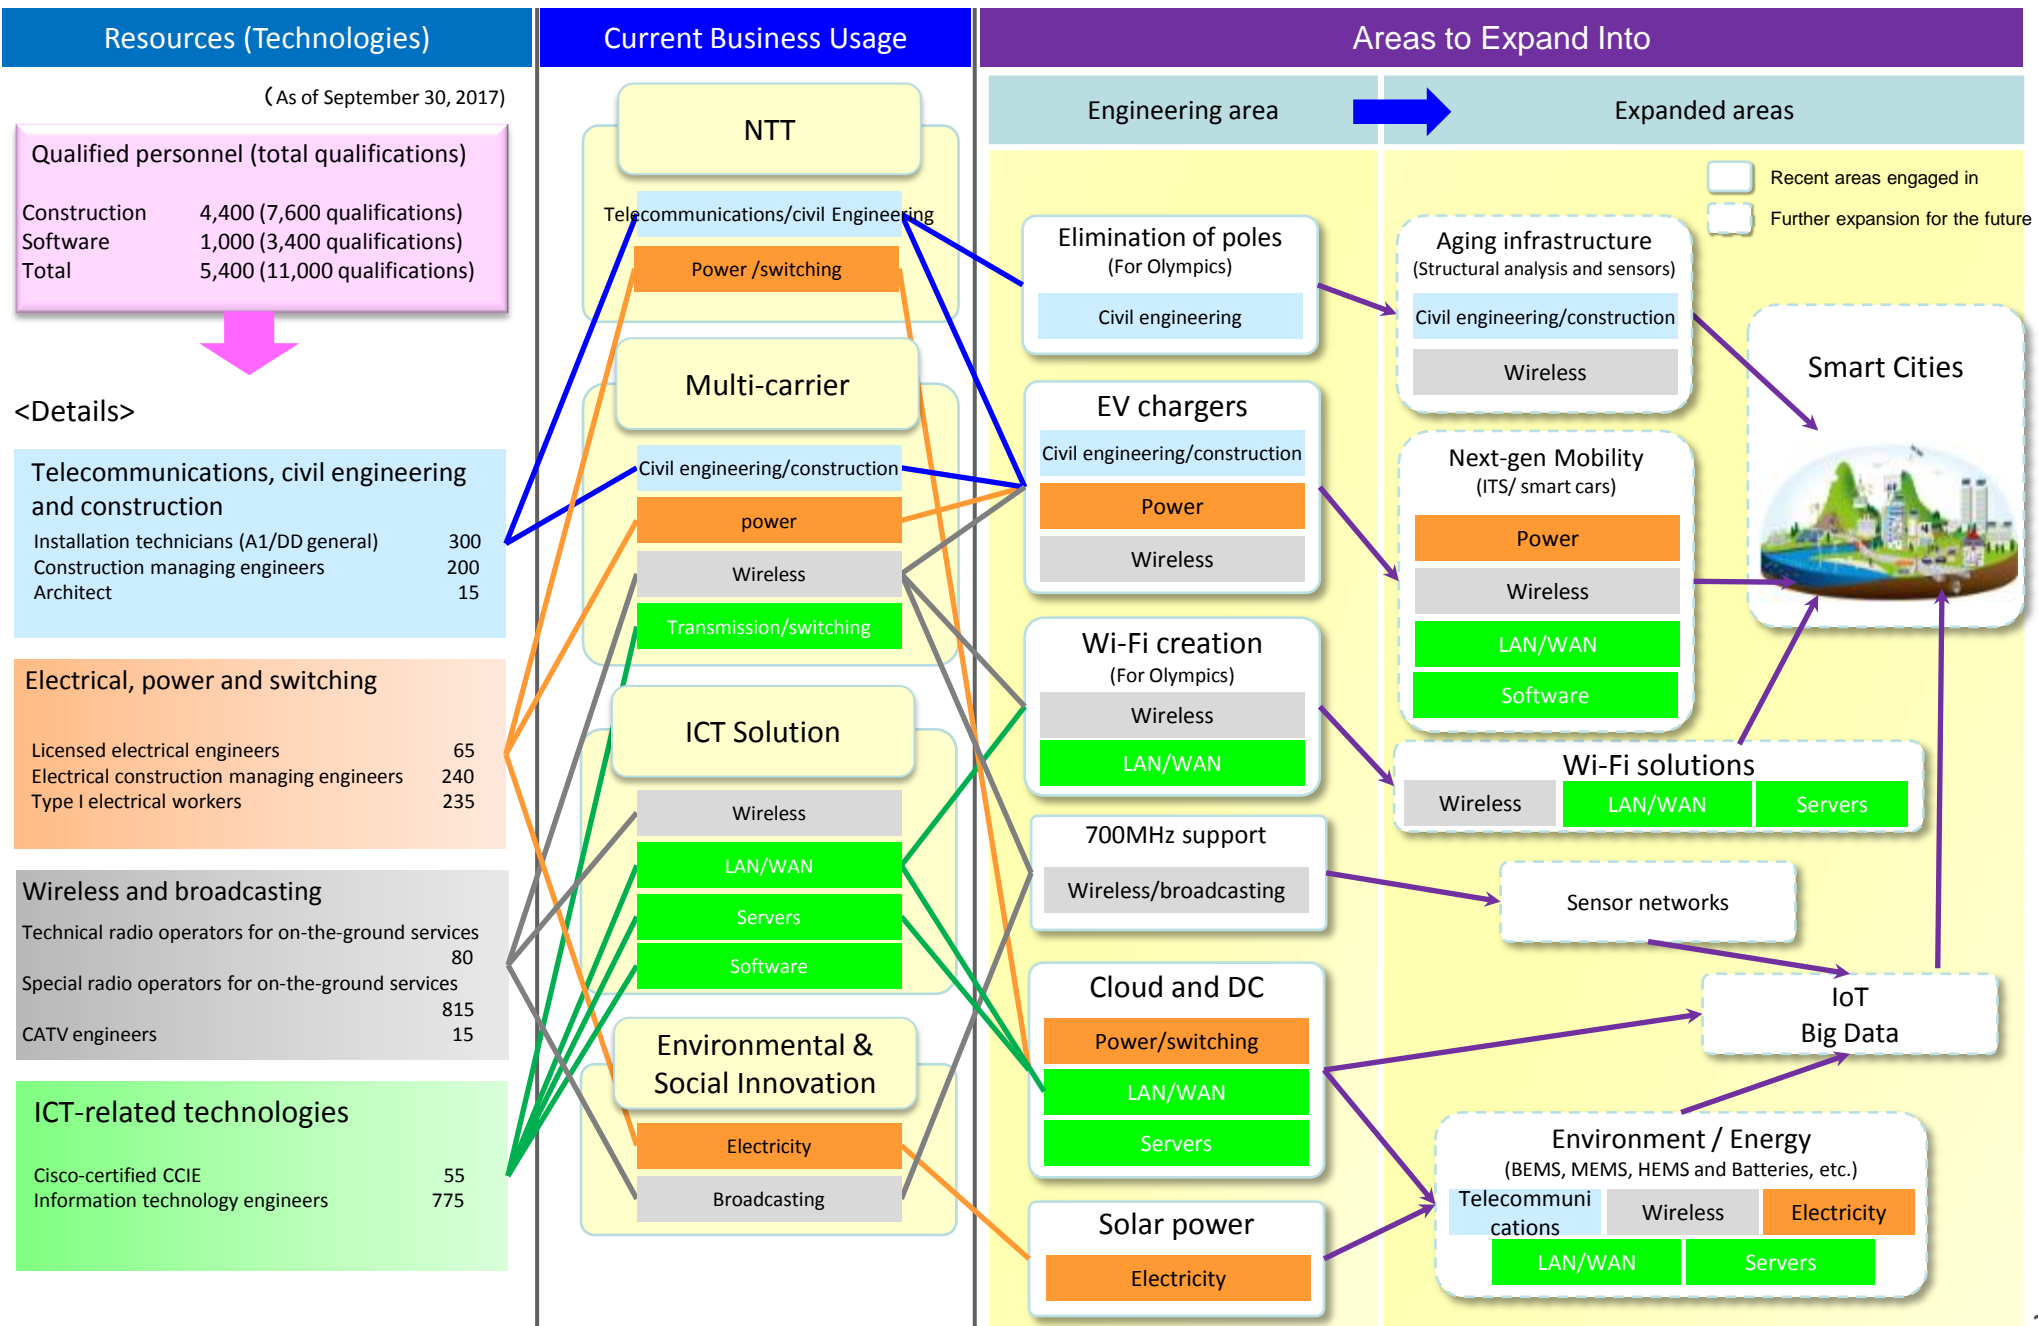 Resources (Technologies)
Current Business Usage
Areas to Expand Into
(As of September 30, 2017)
Qualified personnel (total qualifications)
Construction 4,400 (7,600 qualifications)
Software 1,000 (3,400 qualifications)
Total 5,400 (11,000 qualifications)
<Details>
Telecommunications, civil engineering
and construction
Installation technicians (A1/DD general) 300
Construction managing engineers 200
Architect 15
Electrical, power and switching
Licensed electrical engineers 65
Electrical construction managing engineers 240
Type I electrical workers 235
Wireless and broadcasting
Technical radio operators for on-the-ground services
80
Special radio operators for on-the-ground services
815
CATV engineers 15
ICT-related technologies
Cisco-certified CCIE 55
Information technology engineers 775
NTT
Telecommunications/civil Engineering
Power /switching
Multi-carrier
Civil engineering/construction
power
Wireless
Transmission/switching
ICT Solution
Wireless
LAN/WAN
Servers
Software
Environmental &
Social Innovation
Electricity
Broadcasting
Engineering area
Elimination of poles
(For Olympics)
Civil engineering
EV chargers
Civil engineering/construction
Power
Wireless
Wi-Fi creation
(For Olympics)
Wireless
LAN/WAN
700MHz support
Wireless/broadcasting
Cloud and DC
Power/switching
LAN/WAN
Servers
Solar power
Electricity
Expanded areas
Recent areas engaged in
Further expansion for the future
Aging infrastructure
(Structural analysis and sensors)
Civil engineering/construction
Wireless
Smart Cities
Next-gen Mobility
(ITS/ smart cars)
Power
Wireless
LAN/WAN
Software
Wi-Fi solutions
Wireless LAN/WAN Servers
Sensor networks
IoT
Big Data
Environment / Energy
(BEMS, MEMS, HEMS and Batteries, etc.)
Telecommuni
cations
Wireless
Electricity
LAN/WAN
Servers